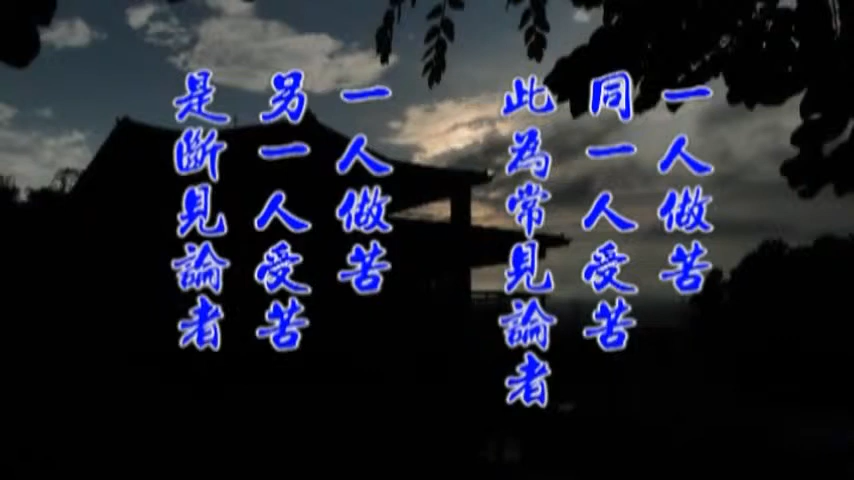 一人做苦
同一人受苦
此為常見論者
一人做苦
另一人受苦
是斷見論者